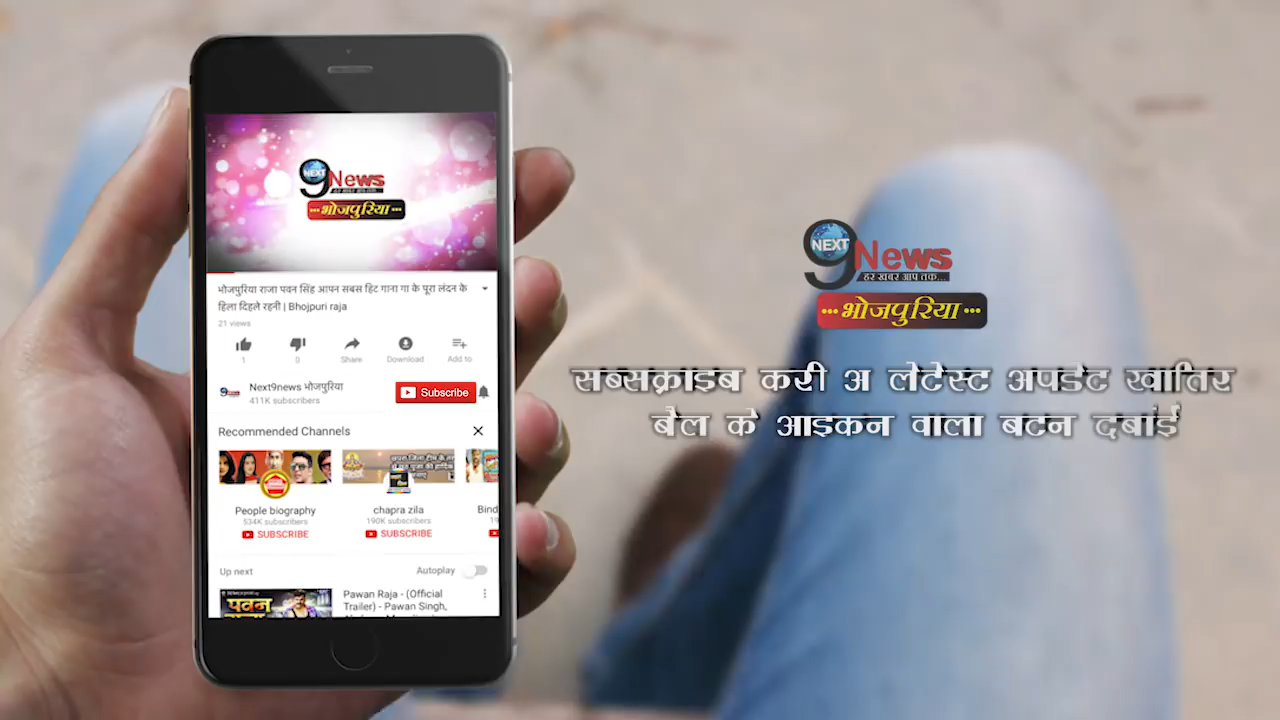 NEXT
9News
हर खबर आप तक...
भोजपुरिया
भोजपुरिया राजा पवन सिंह आपन सबस हिट गाना गा के पूरा लंदन के
हिला दिहले रहनी | Bhojpuri raja
21 views
1
0
Share
Download
Add to
Next9news भोजपुरिया
411K subscribers
Subscribe
Recommended Channels
People biography
534K subscribers
SUBSCRIBE
chapra zila
190K subscribers
SUBSCRIBE
Bind
19
Up next
Autoplay
पवन
Pawan Raja - (Official
Trailer) - Pawan Singh,
NEXT
9News
हर खबर आप तक...
भोजपुरिया
सब्सक्राइब करी अ लेटेस्ट अपडेट खातिर
बेल के आइकन वाला बटन दबाई